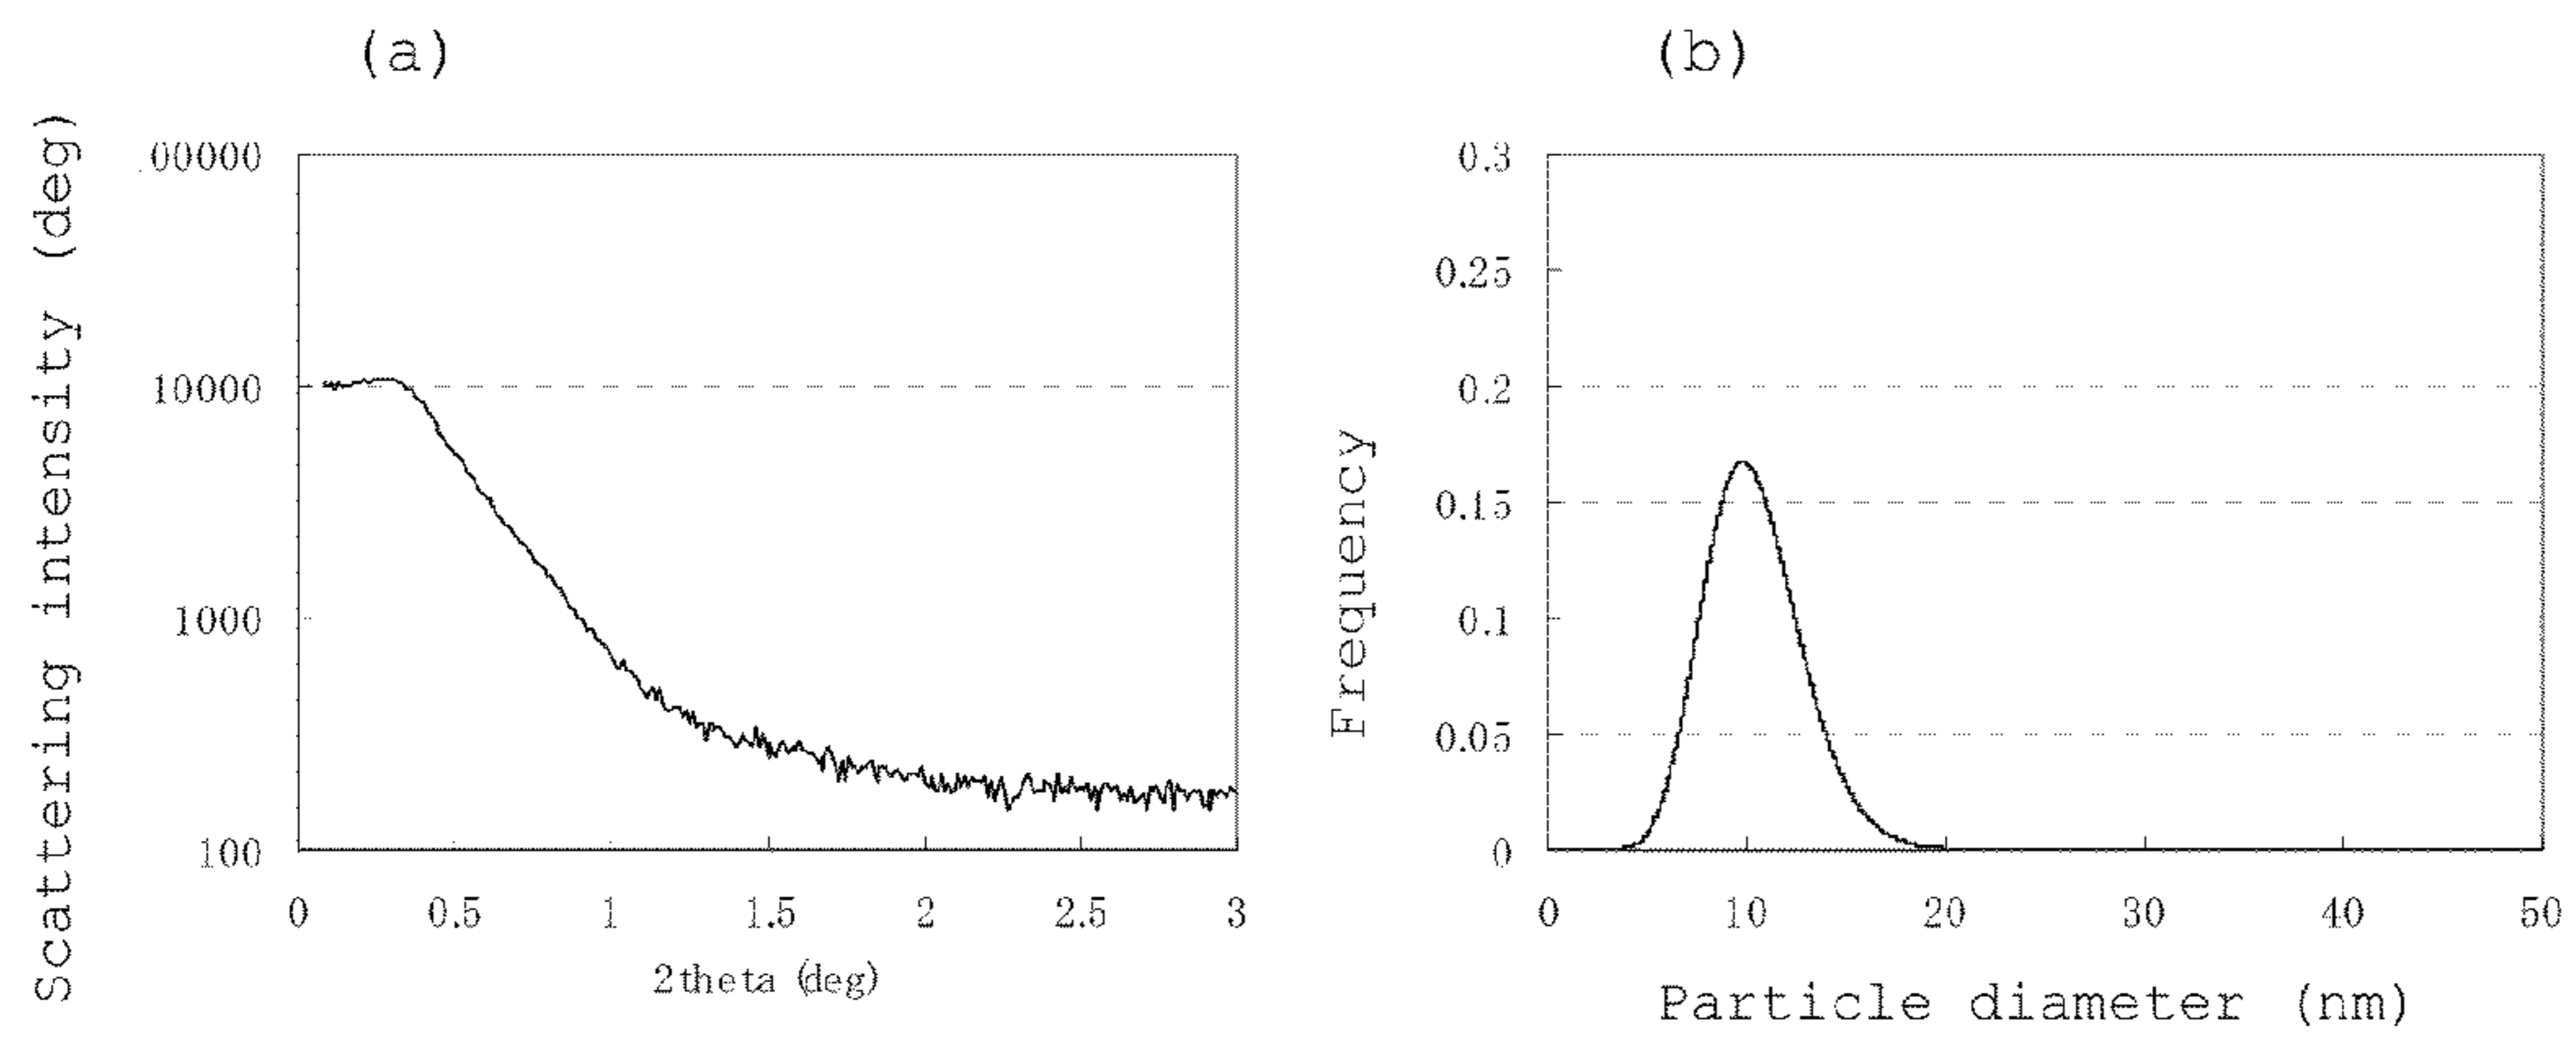 (a)
Scattering intensity (deg)
.00000
10000
1000
100
0 0.5 1 1.5 2 2.5 3
2theta (deg)
(b)
Frequency
0.3
0.25
0.2
0.15
0.1
0.05
0
0 10 20 30 40 50
Particle diameter (nm)